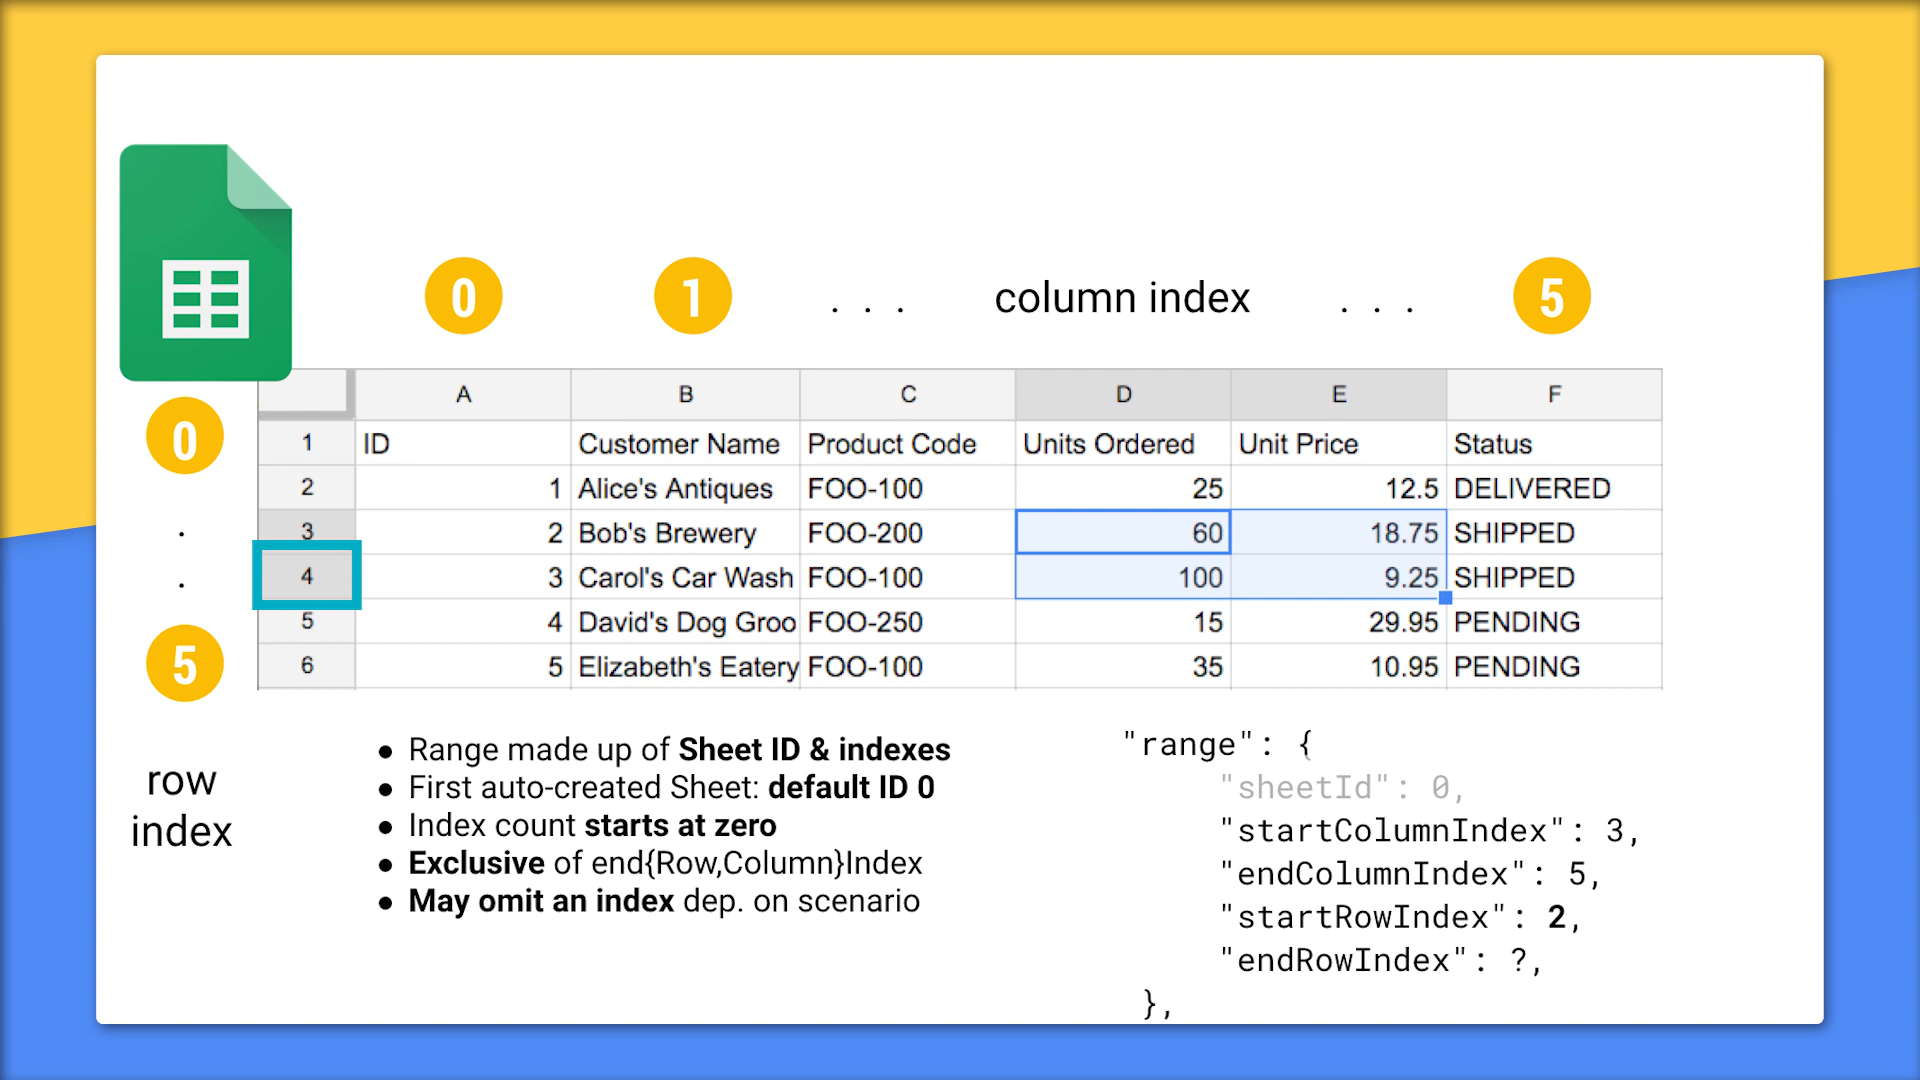 0 1 . . . column index . . . 5
A B C D E F
0
1 ID Customer Name Product Code Units Ordered Unit Price Status
2 1 Alice's Antiques FOO-100 25 12.5 DELIVERED
. 3 2 Bob's Brewery FOO-200 60 18.75 SHIPPED
. 4 3 Carol's Car Wash FOO-100 100 9.25 SHIPPED
5 4 David's Dog Groo FOO-250 15 29.95 PENDING
5
6 5 Elizabeth's Eatery FOO-100 35 10.95 PENDING
row
index
● Range made up of Sheet ID & indexes
● First auto-created Sheet: default ID 0
● Index count starts at zero
● Exclusive of end{Row,Column}Index
● May omit an index dep. on scenario
"range": {
"sheetId": 0,
"startColumnIndex": 3,
"endColumnIndex": 5,
"startRowIndex": 2,
"endRowIndex": ?,
},